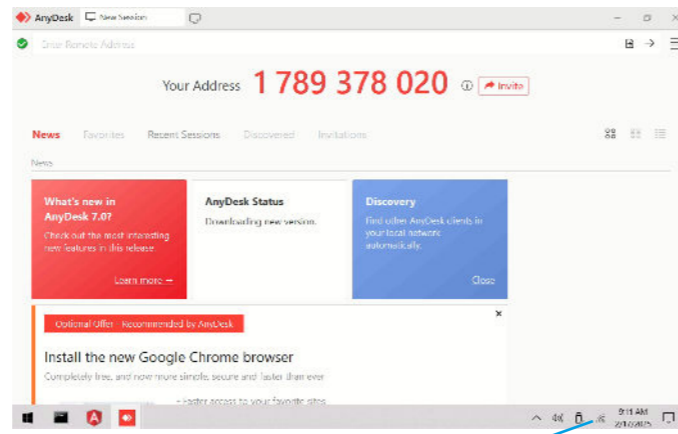 AnyDesk New Session
Enter Remote Address
Your Address 1 789 378 020 Invite
News Favorites Recent Sessions Discovered Invitations
News
What's new in
AnyDesk 7.0?
Check out the most interesting
new features in this release
Learn more →
AnyDesk Status
Downloading new version.
Discovery
Find other AnyDesk clients in
your local network
automatically.
Close
Optional Offer - Recommended by AnyDesk
Install the new Google Chrome browser
Completely free, and now more simple, secure and faster than ever
- Faster access to your favorite sites
9:11 AM
2/17/2025